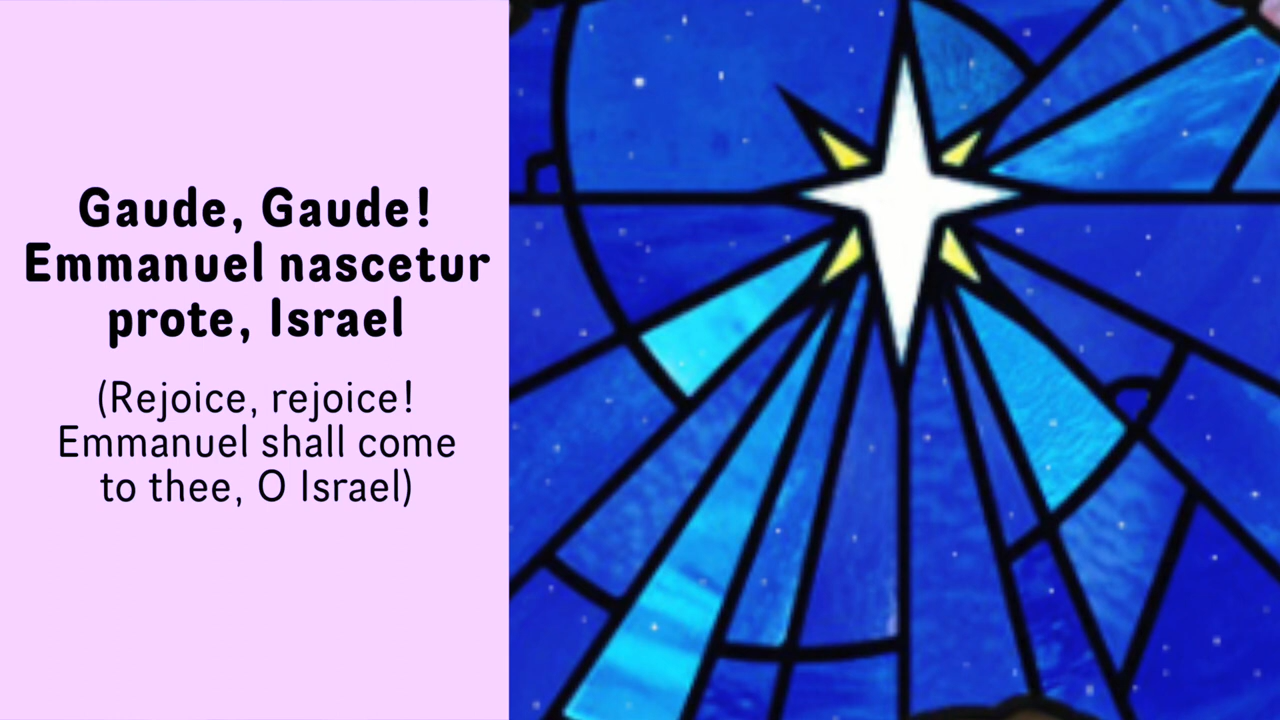 Gaude, Gaude!
Emmanuel nascetur
prote, Israel
(Rejoice, rejoice!
Emmanuel shall come
to thee, O Israel)